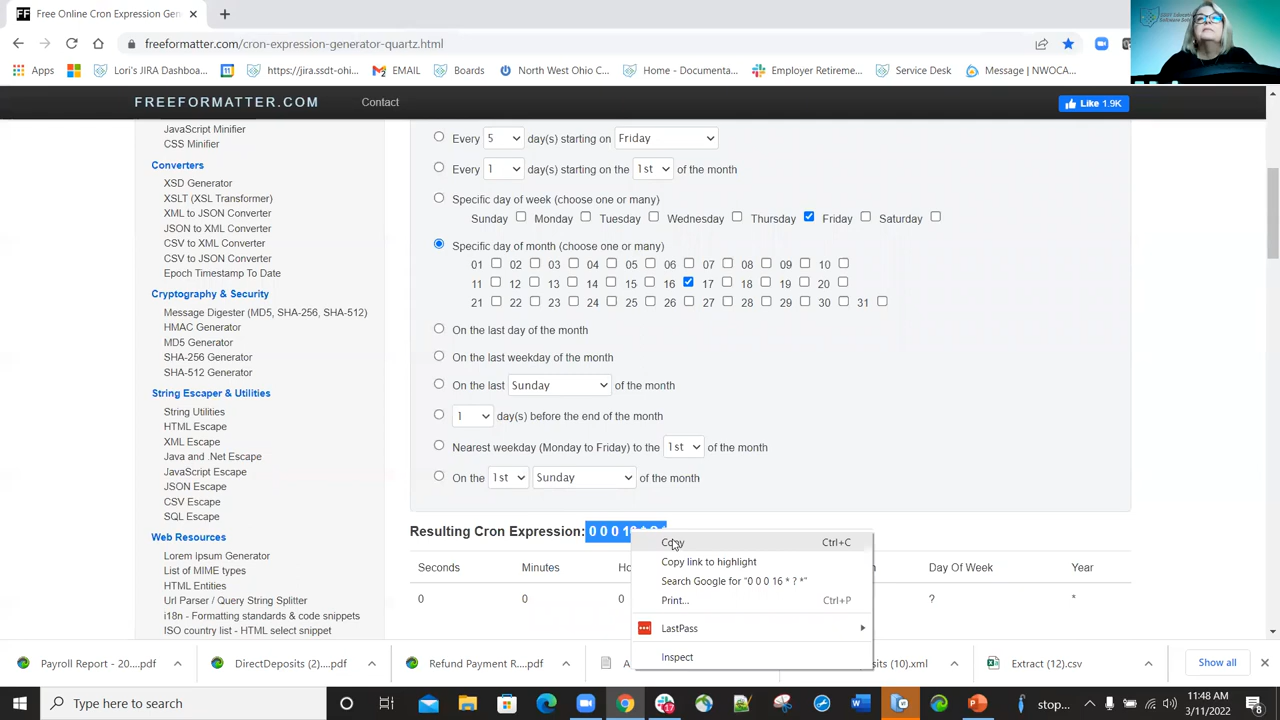 FF Free Online Cron Expression Gen × +
freeformatter.com/cron-expression-generator-quartz.html
Apps Lori's JIRA Dashboa... https://jira.ssdt-ohi... EMAIL Boards North West Ohio C... Home - Documenta... Employer Retireme... Service Desk Message | NWOCA...
FREEFORMATTER.COM Contact Like 1.9K
JavaScript Minifier
CSS Minifier
Converters
XSD Generator
XSLT (XSL Transformer)
XML to JSON Converter
JSON to XML Converter
CSV to XML Converter
CSV to JSON Converter
Epoch Timestamp To Date
Cryptography & Security
Message Digester (MD5, SHA-256, SHA-512)
HMAC Generator
MD5 Generator
SHA-256 Generator
SHA-512 Generator
String Escaper & Utilities
String Utilities
HTML Escape
XML Escape
Java and .Net Escape
JavaScript Escape
JSON Escape
CSV Escape
SQL Escape
Web Resources
Lorem Ipsum Generator
List of MIME types
HTML Entities
Url Parser / Query String Splitter
i18n - Formatting standards & code snippets
ISO country list - HTML select snippet
Every 5 day(s) starting on Friday
Every 1 day(s) starting on the 1st of the month
Specific day of week (choose one or many)
Sunday Monday Tuesday Wednesday Thursday Friday Saturday
Specific day of month (choose one or many)
01 02 03 04 05 06 07 08 09 10
11 12 13 14 15 16 17 18 19 20
21 22 23 24 25 26 27 28 29 30 31
On the last day of the month
On the last weekday of the month
On the last Sunday of the month
1 day(s) before the end of the month
Nearest weekday (Monday to Friday) to the 1st of the month
On the 1st Sunday of the month
Resulting Cron Expression: 0 0 0 16 * ? *
Seconds Minutes Day Of Week Year
0 0 0 ? *
Copy Ctrl+C
Copy link to highlight
Search Google for "0 0 0 16 * ? *"
Print... Ctrl+P
LastPass
Inspect
Payroll Report - 20....pdf DirectDeposits (2)....pdf Refund Payment R....pdf Extract (12).csv Show all
Type here to search 17 stop... 11:48 AM
3/11/2022 8